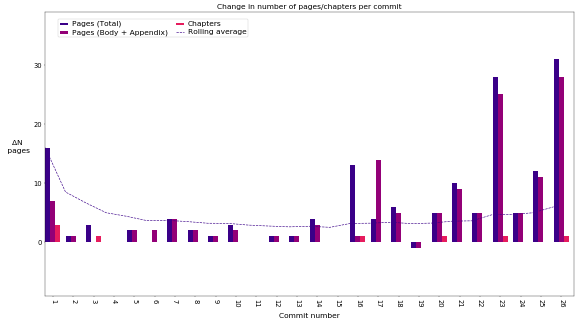 Change in number of pages/chapters per commit
Pages (Total)
Pages (Body + Appendix)
Chapters
Rolling average
ΔN
pages
30
20
10
0
1 2 3 4 5 6 7 8 9 10 11 12 13 14 15 16 17 18 19 20 21 22 23 24 25 26
Commit number